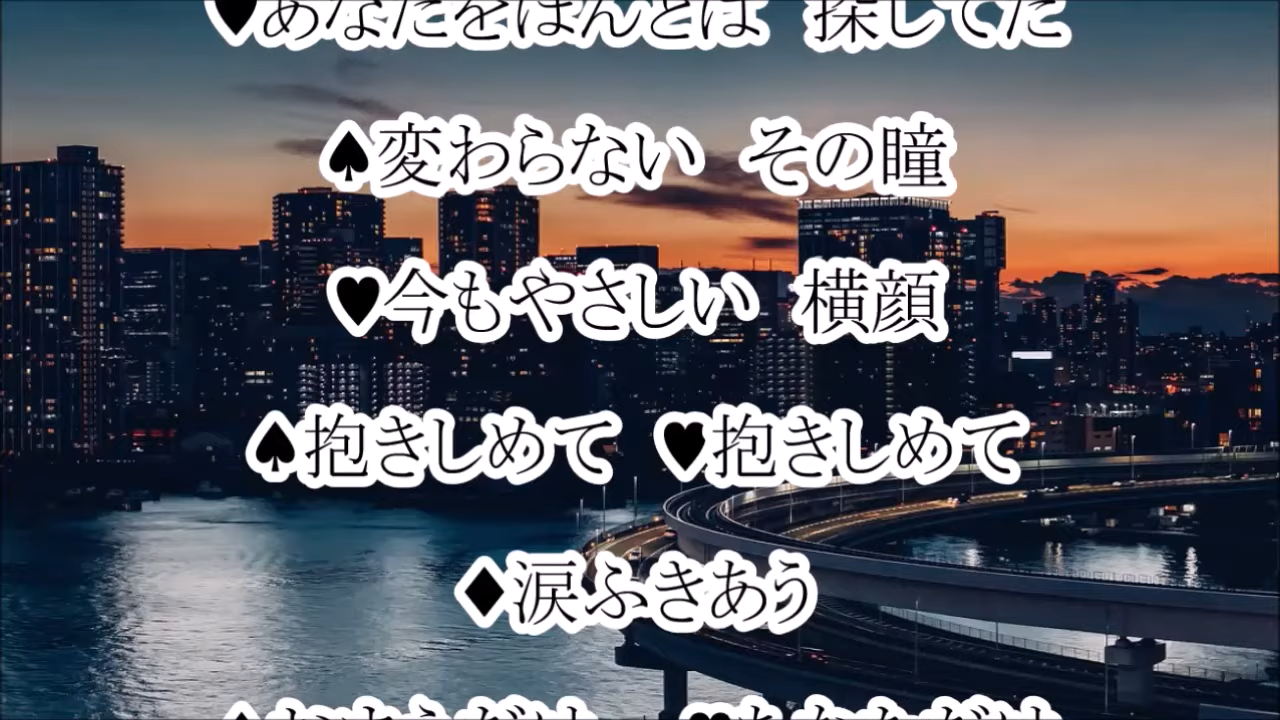 ♥あなたをほんとは　探してた
♠変わらない　その瞳
♥今もやさしい　横顔
♠抱きしめて　♥抱きしめて
♦涙ふきあう